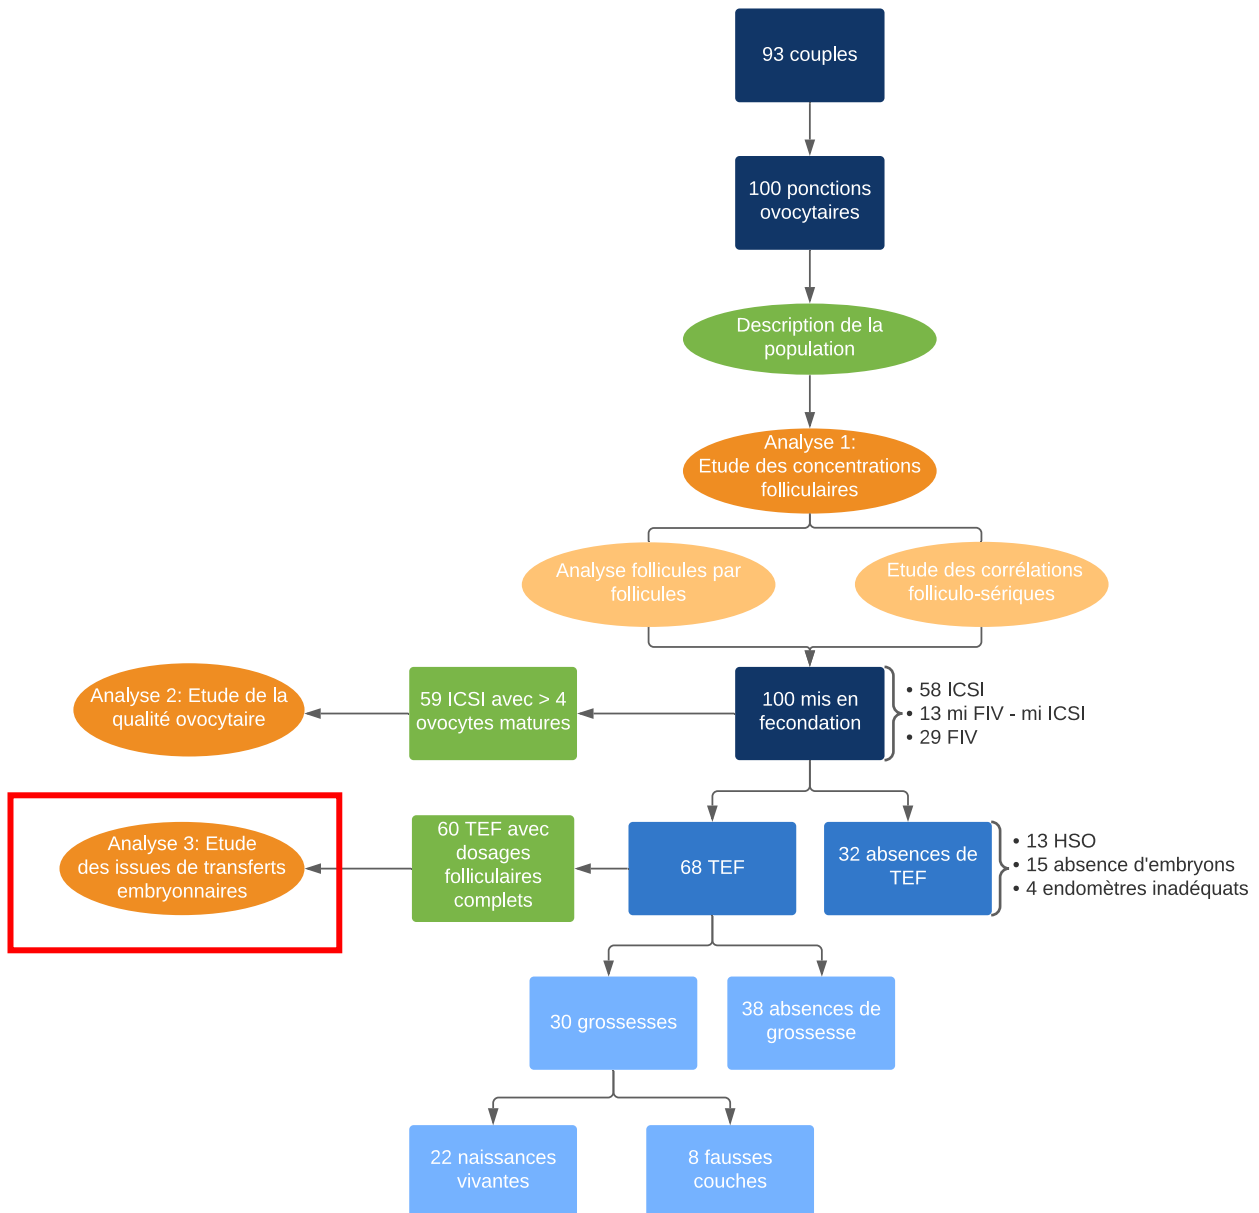 93 couples
100 ponctions
ovocytaires
Description de la
population
Analyse 1:
Etude des concentrations
folliculaires
Analyse follicules par
follicules
Etude des corrélations
folliculo-sériques
Analyse 2: Etude de la
qualité ovocytaire
59 ICSI avec > 4
ovocytes matures
100 mis en
fecondation
• 58 ICSI
• 13 mi FIV - mi ICSI
• 29 FIV
Analyse 3: Etude
des issues de transferts
embryonnaires
60 TEF avec
dosages
folliculaires
complets
68 TEF
32 absences de
TEF
• 13 HSO
• 15 absence d'embryons
• 4 endomètres inadéquats
30 grossesses
38 absences de
grossesse
22 naissances
vivantes
8 fausses
couches